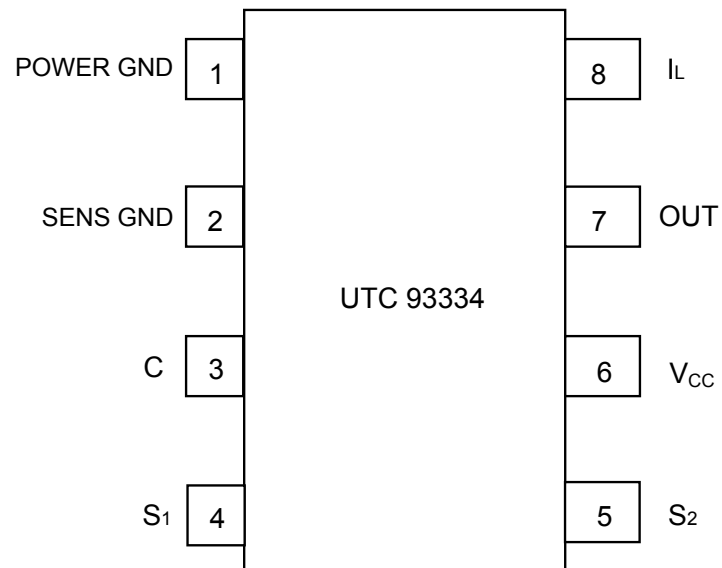 POWER GND 1 8 IL
SENS GND 2 7 OUT
UTC 93334
C 3 6 VCC
S1 4 5 S2